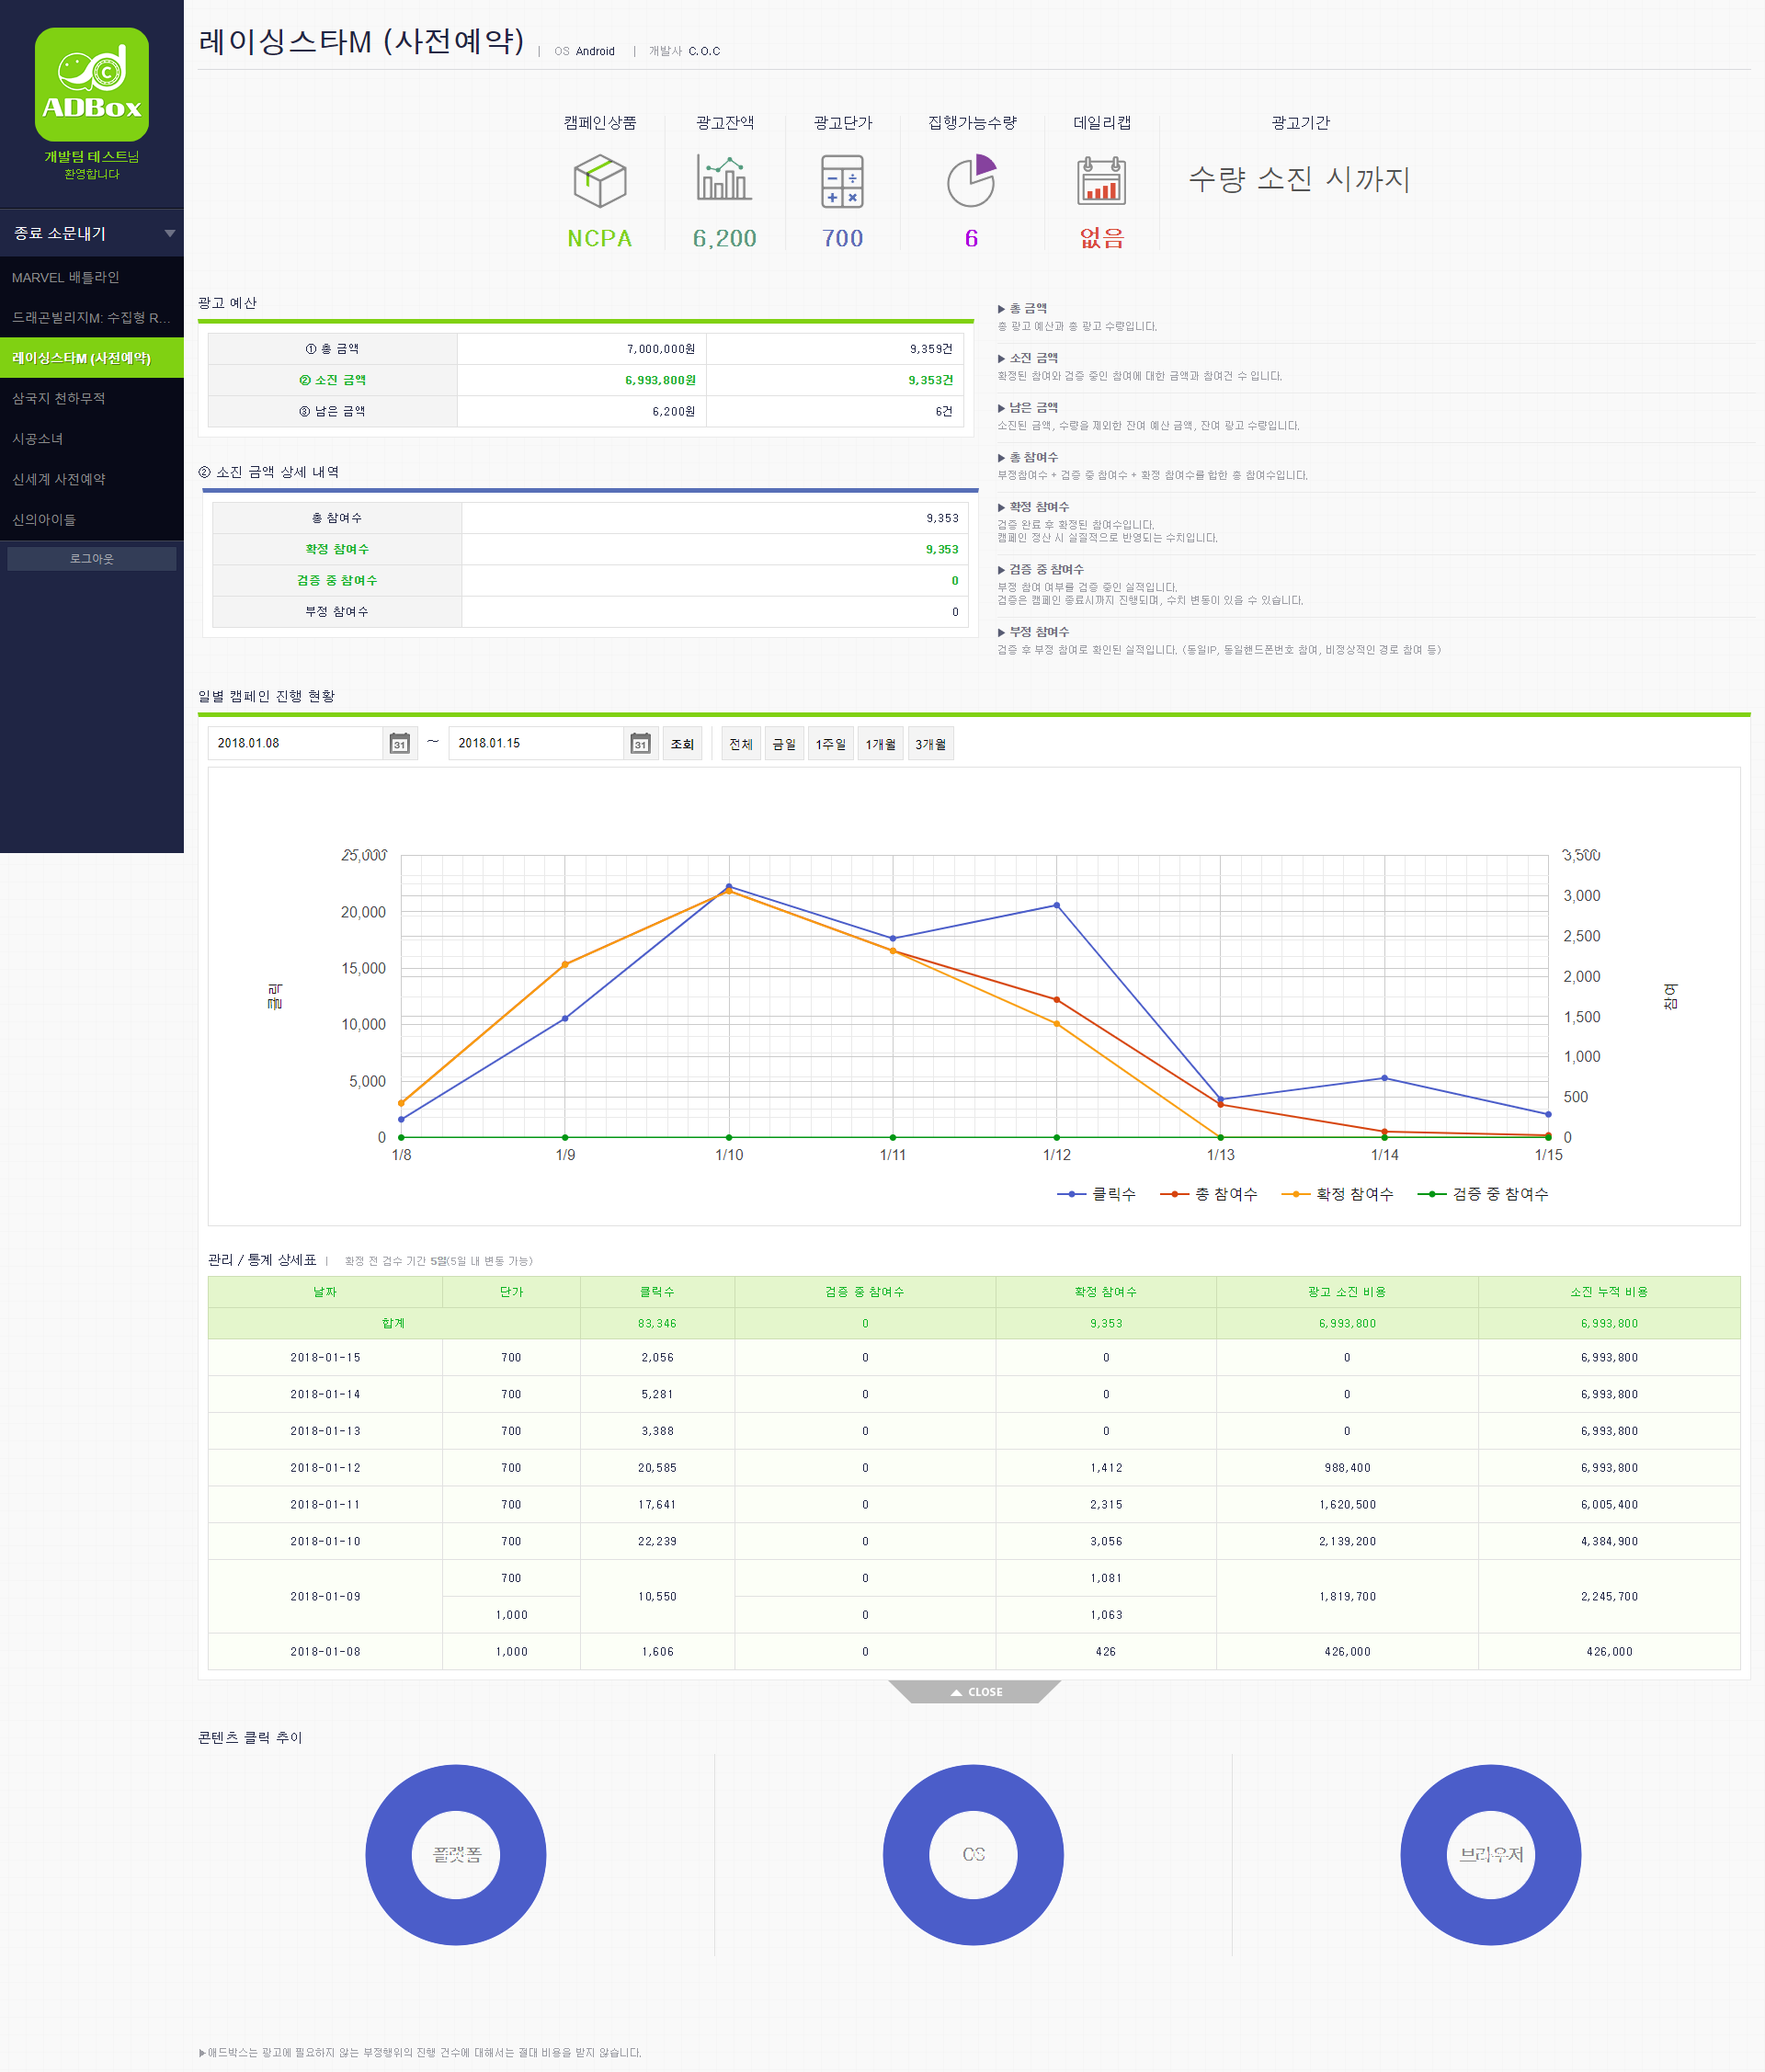 ADBox
개발팀 테스트님
환영합니다
종료 소문내기
MARVEL 배틀라인
드래곤빌리지M: 수집형 R...
레이싱스타M (사전예약)
삼국지 천하무적
시공소녀
신세계 사전예약
신의아이들
로그아웃
레이싱스타M (사전예약) | OS Android | 개발사 C.O.C
캠페인상품 광고잔액 광고단가 집행가능수량 데일리캡 광고기간
수량 소진 시까지
NCPA 6,200 700 6 없음
광고 예산
① 총 금액 7,000,000원 9,359건
② 소진 금액 6,993,800원 9,353건
③ 남은 금액 6,200원 6건
② 소진 금액 상세 내역
총 참여수 9,353
확정 참여수 9,353
검증 중 참여수 0
부정 참여수 0
▶ 총 금액
총 광고 예산과 총 광고 수량입니다.
▶ 소진 금액
확정된 참여와 검증 중인 참여에 대한 금액과 참여건 수 입니다.
▶ 남은 금액
소진된 금액, 수량을 제외한 잔여 예산 금액, 잔여 광고 수량입니다.
▶ 총 참여수
부정참여수 + 검증 중 참여수 + 확정 참여수를 합한 총 참여수입니다.
▶ 확정 참여수
검증 완료 후 확정된 참여수입니다.
캠페인 정산 시 실질적으로 반영되는 수치입니다.
▶ 검증 중 참여수
부정 참여 여부를 검증 중인 실적입니다.
검증은 캠페인 종료시까지 진행되며, 수치 변동이 있을 수 있습니다.
▶ 부정 참여수
검증 후 부정 참여로 확인된 실적입니다. (동일IP, 동일핸드폰번호 참여, 비정상적인 경로 참여 등)
일별 캠페인 진행 현황
2018.01.08 31 ~ 2018.01.15 31 조회 전체 금일 1주일 1개월 3개월
25,000 3,500
3,000
20,000
2,500
15,000 2,000
클릭 참여
1,500
10,000
1,000
5,000
500
0 0
1/8 1/9 1/10 1/11 1/12 1/13 1/14 1/15
클릭수 총 참여수 확정 참여수 검증 중 참여수
관리 / 통계 상세표 | 확정 전 검수 기간 5일(5일 내 변동 가능)
날짜 단가 클릭수 검증 중 참여수 확정 참여수 광고 소진 비용 소진 누적 비용
합계 83,346 0 9,353 6,993,800 6,993,800
2018-01-15 700 2,056 0 0 0 6,993,800
2018-01-14 700 5,281 0 0 0 6,993,800
2018-01-13 700 3,388 0 0 0 6,993,800
2018-01-12 700 20,585 0 1,412 988,400 6,993,800
2018-01-11 700 17,641 0 2,315 1,620,500 6,005,400
2018-01-10 700 22,239 0 3,056 2,139,200 4,384,900
700 0 1,081
2018-01-09 10,550 1,819,700 2,245,700
1,000 0 1,063
2018-01-08 1,000 1,606 0 426 426,000 426,000
CLOSE
콘텐츠 클릭 추이
플랫폼 OS 브라우저
▶애드박스는 광고에 필요하지 않는 부정행위의 진행 건수에 대해서는 절대 비용을 받지 않습니다.